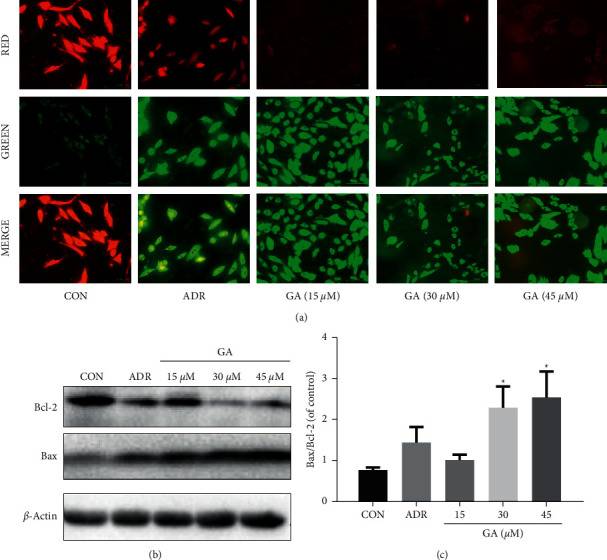 RED
GREEN
MERGE
CON ADR GA (15 µM) GA (30 µM) GA (45 µM)
(a)
GA
CON ADR 15 µM 30 µM 45 µM
Bcl-2
Bax
β-Actin
(b)
Bax/Bcl-2 (of control)
4
3
2
1
0
* *
CON ADR 15 30 45
GA (µM)
(c)